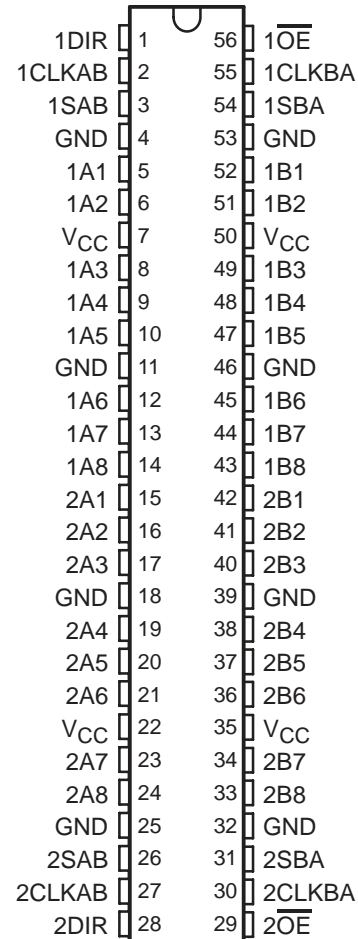 1DIR 1 56 1O̅E̅
1CLKAB 2 55 1CLKBA
1SAB 3 54 1SBA
GND 4 53 GND
1A1 5 52 1B1
1A2 6 51 1B2
VCC 7 50 VCC
1A3 8 49 1B3
1A4 9 48 1B4
1A5 10 47 1B5
GND 11 46 GND
1A6 12 45 1B6
1A7 13 44 1B7
1A8 14 43 1B8
2A1 15 42 2B1
2A2 16 41 2B2
2A3 17 40 2B3
GND 18 39 GND
2A4 19 38 2B4
2A5 20 37 2B5
2A6 21 36 2B6
VCC 22 35 VCC
2A7 23 34 2B7
2A8 24 33 2B8
GND 25 32 GND
2SAB 26 31 2SBA
2CLKAB 27 30 2CLKBA
2DIR 28 29 2O̅E̅